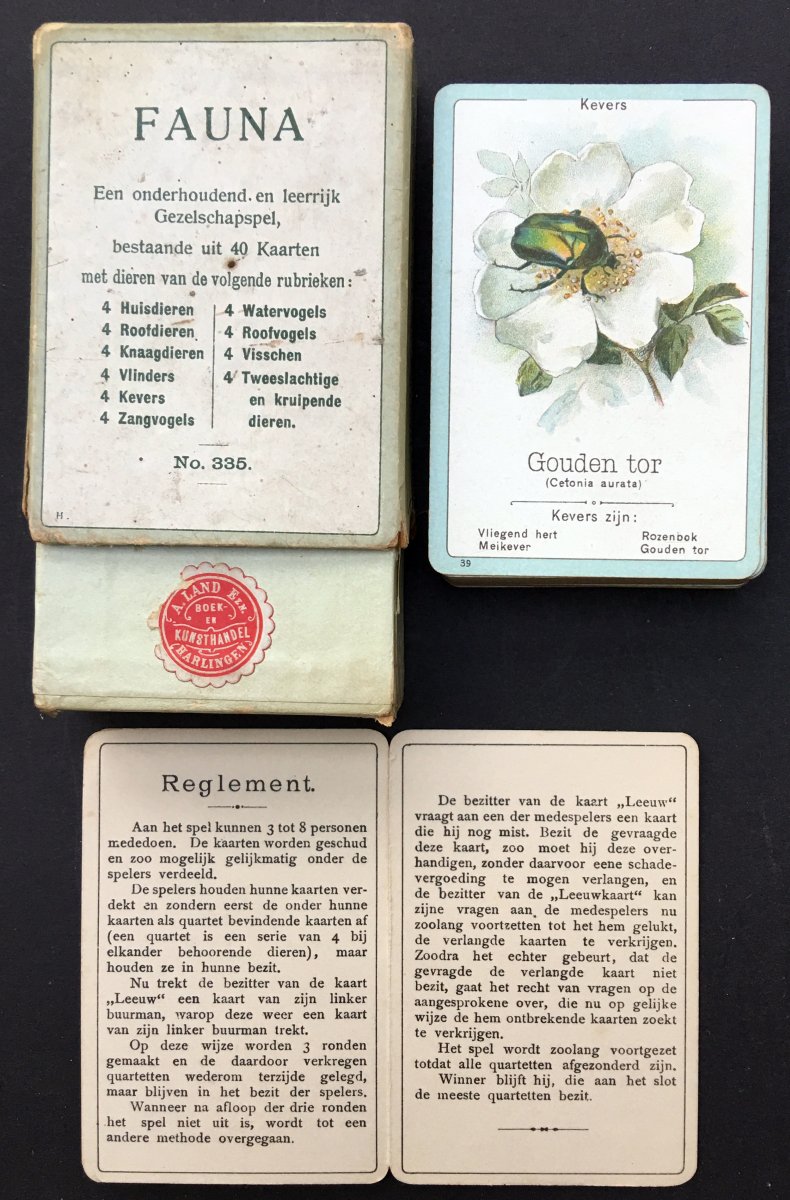 FAUNA
Een onderhoudend en leerrijk
Gezelschapspel,
bestaande uit 40 Kaarten
met dieren van de volgende rubrieken:
4 Huisdieren
4 Roofdieren
4 Knaagdieren
4 Vlinders
4 Kevers
4 Zangvogels
4 Watervogels
4 Roofvogels
4 Visschen
4 Tweeslachtige
en kruipende
dieren.
No. 335.
H
A. LAND Ezn.
BOEK-
EN
KUNSTHANDEL
HARLINGEN
Kevers
Gouden tor
(Cetonia aurata)
Kevers zijn:
Vliegend hert
Meikever
Rozenbok
Gouden tor
39
Reglement.
Aan het spel kunnen 3 tot 8 personen
mededoen. De kaarten worden geschud
en zoo mogelijk gelijkmatig onder de
spelers verdeeld.
De spelers houden hunne kaarten ver-
dekt en zondern eerst de onder hunne
kaarten als quartet bevindende kaarten af
(een quartet is een serie van 4 bij
elkander behoorende dieren), maar
houden ze in hunne bezit.
Nu trekt de bezitter van de kaart
„Leeuw“ een kaart van zijn linker
buurman, warop deze weer een kaart
van zijn linker buurman trekt.
Op deze wijze worden 3 ronden
gemaakt en de daardoor verkregen
quartetten wederom terzijde gelegd,
maar blijven in het bezit der spelers.
Wanneer na afloop der drie ronden
het spel niet uit is, wordt tot een
andere methode overgegaan.
De bezitter van de kaart „Leeuw“
vraagt aan een der medespelers een kaart
die hij nog mist. Bezit de gevraagde
deze kaart, zoo moet hij deze over-
handigen, zonder daarvoor eene schade-
vergoeding te mogen verlangen, en
de bezitter van de „Leeuwkaart“ kan
zijne vragen aan de medespelers nu
zoolang voortzetten tot het hem gelukt,
de verlangde kaarten te verkrijgen.
Zoodra het echter gebeurt, dat de
gevragde de verlangde kaart niet
bezit, gaat het recht van vragen op de
aangesprokene over, die nu op gelijke
wijze de hem ontbrekende kaarten zoekt
te verkrijgen.
Het spel wordt zoolang voortgezet
totdat alle quartetten afgezonderd zijn.
Winner blijft hij, die aan het slot
de meeste quartetten bezit.